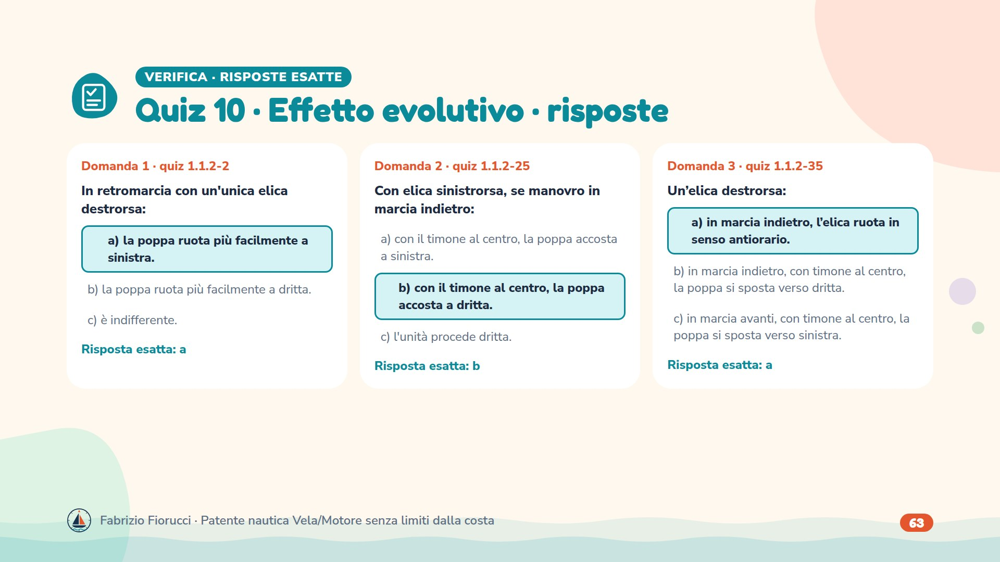 VERIFICA · RISPOSTE ESATTE
Quiz 10 · Effetto evolutivo · risposte
Domanda 1 · quiz 1.1.2-2
In retromarcia con un'unica elica
destrorsa:
a) la poppa ruota più facilmente a
sinistra.
b) la poppa ruota più facilmente a dritta.
c) è indifferente.
Risposta esatta: a
Domanda 2 · quiz 1.1.2-25
Con elica sinistrorsa, se manovro in
marcia indietro:
a) con il timone al centro, la poppa accosta
a sinistra.
b) con il timone al centro, la poppa
accosta a dritta.
c) l'unità procede dritta.
Risposta esatta: b
Domanda 3 · quiz 1.1.2-35
Un’elica destrorsa:
a) in marcia indietro, l’elica ruota in
senso antiorario.
b) in marcia indietro, con timone al centro,
la poppa si sposta verso dritta.
c) in marcia avanti, con timone al centro, la
poppa si sposta verso sinistra.
Risposta esatta: a
Fabrizio Fiorucci · Patente nautica Vela/Motore senza limiti dalla costa
63